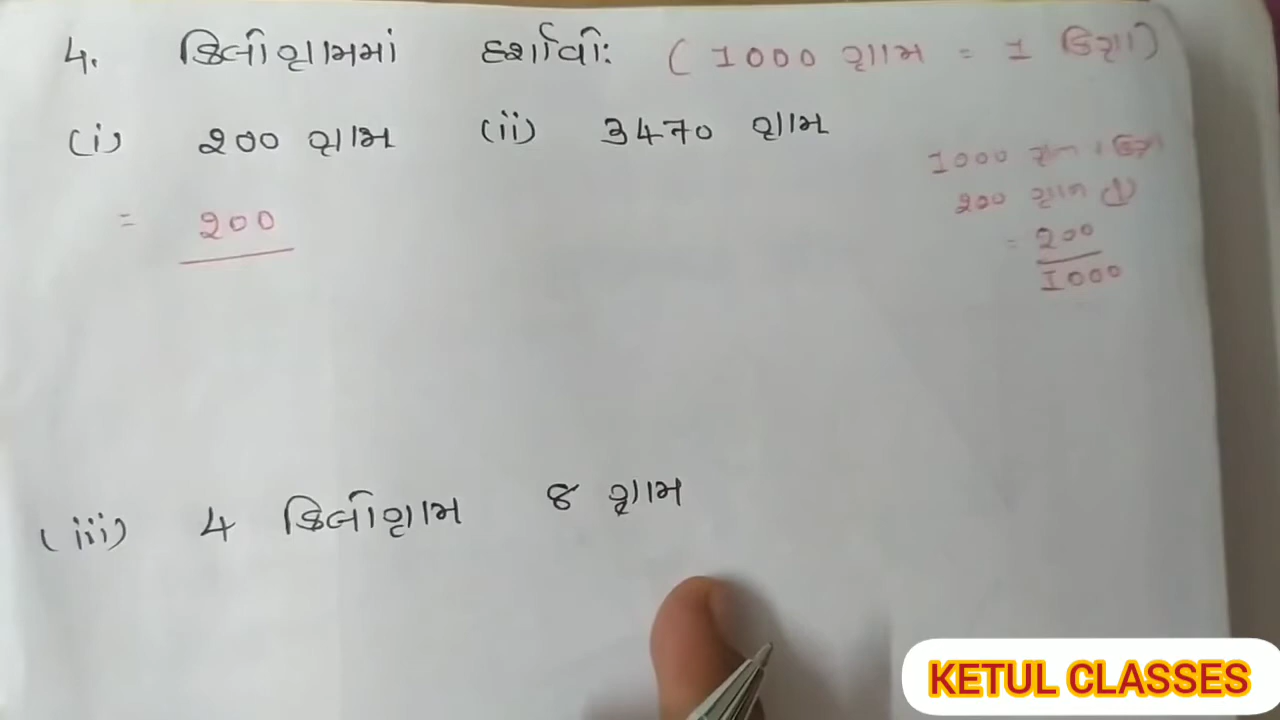 4. કિલોગ્રામમાં દર્શાવો: (1000 ગ્રામ = 1 કિગ્રા)
(i) 200 ગ્રામ (ii) 3470 ગ્રામ
= 200
1000 ગ્રામ 1 કિગ્રા
200 ગ્રામ (?)
= 200
1000
(iii) 4 કિલોગ્રામ 8 ગ્રામ
KETUL CLASSES